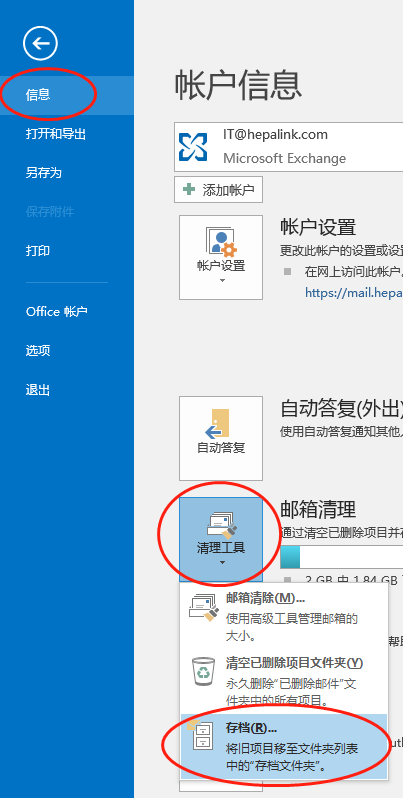 信息
打开和导出
另存为
保存附件
打印
Office 帐户
选项
退出
帐户信息
IT@hepalink.com
Microsoft Exchange
添加帐户
帐户设置
帐户设置
更改此帐户的设置或设
在网上访问此帐户。
https://mail.hepa
自动答复
自动答复(外出)
使用自动答复通知其他
清理工具
邮箱清理
通过清空已删除项目并存
2 GB 中 1.84 GB
邮箱清除(M)...
使用高级工具管理邮箱的
大小。
清空已删除项目文件夹(Y)
永久删除"已删除邮件"文
件夹中的所有项目。
存档(R)...
将旧项目移至文件夹列表
中的"存档文件夹"。